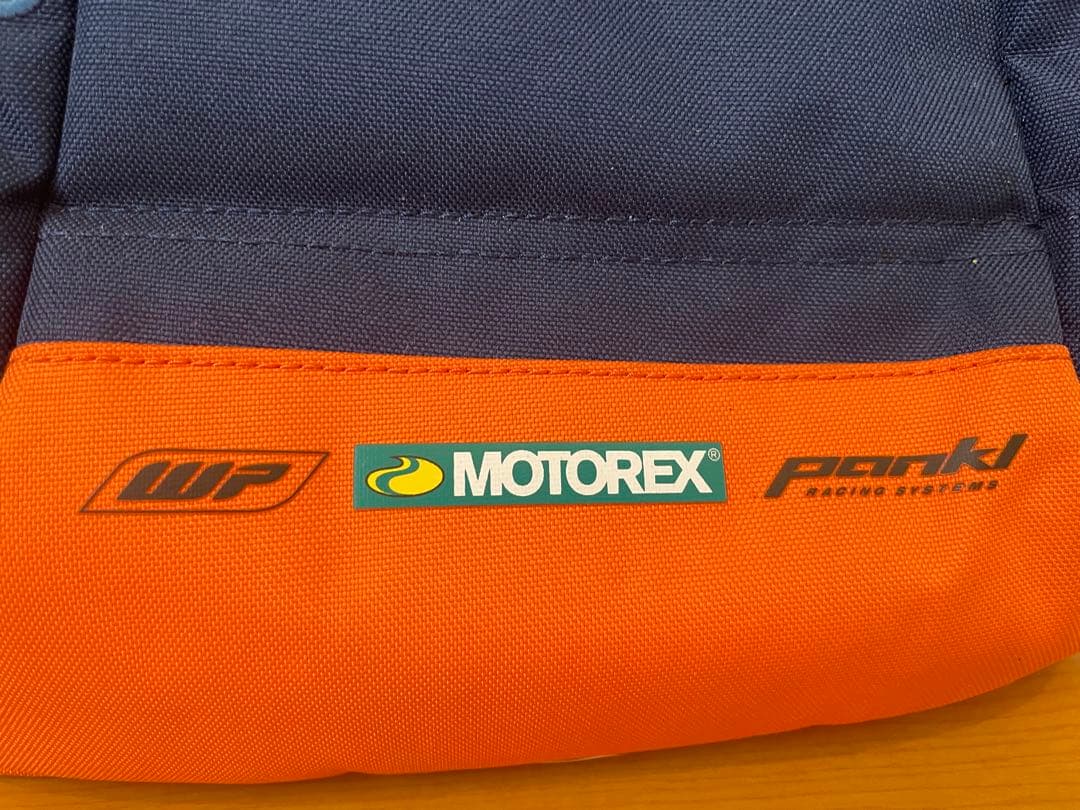 WP
MOTOREX®
pankl
RACING SYSTEMS